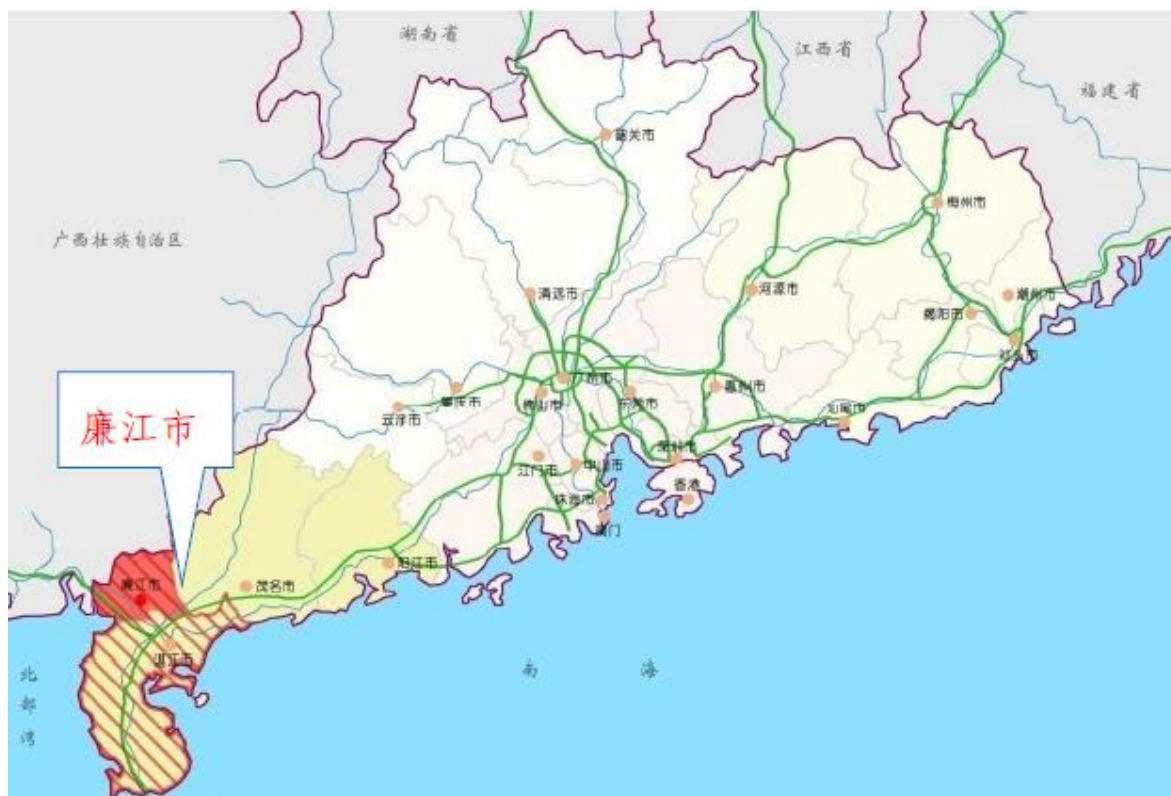 湖南省
江西省
福建省
韶关市
梅州市
广西壮族自治区
清远市
河源市
潮州市
揭阳市
汕头市
广州市
肇庆市
佛山市
东莞市
惠州市
云浮市
汕尾市
廉江市
江门市
中山市
深圳市
珠海市
香港
澳门
阳江市
廉江市
茂名市
湛江市
南海
北部湾